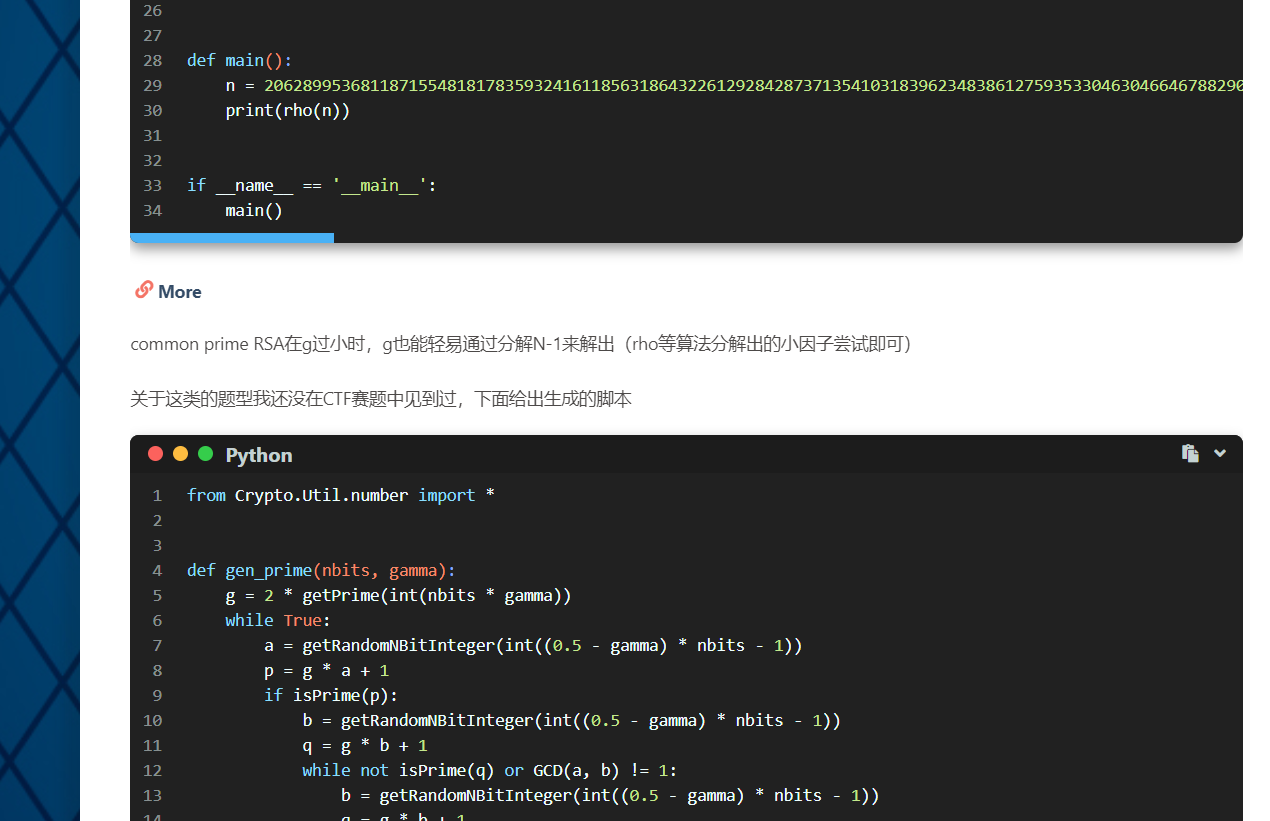 26
27
28 def main():
29 n = 206289953681187155481817835932416118563186432261292842873713541031839623483861275935330463046646788290
30 print(rho(n))
31
32
33 if __name__ == '__main__':
34 main()
More
common prime RSA在g过小时，g也能轻易通过分解N-1来解出（rho等算法分解出的小因子尝试即可）
关于这类的题型我还没在CTF赛题中见到过，下面给出生成的脚本
Python
1 from Crypto.Util.number import *
2
3
4 def gen_prime(nbits, gamma):
5 g = 2 * getPrime(int(nbits * gamma))
6 while True:
7 a = getRandomNBitInteger(int((0.5 - gamma) * nbits - 1))
8 p = g * a + 1
9 if isPrime(p):
10 b = getRandomNBitInteger(int((0.5 - gamma) * nbits - 1))
11 q = g * b + 1
12 while not isPrime(q) or GCD(a, b) != 1:
13 b = getRandomNBitInteger(int((0.5 - gamma) * nbits - 1))
14 q = g * b + 1